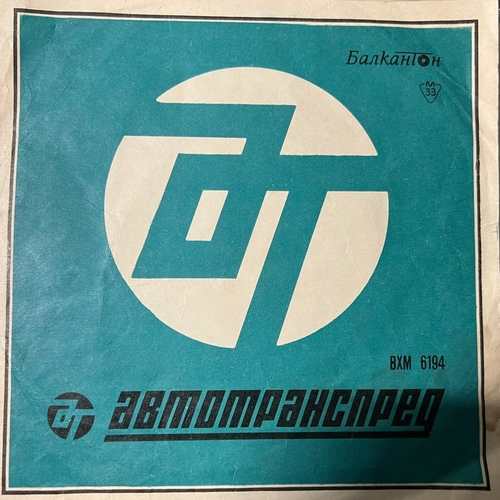 Балкантон
М
33
ВХМ 6194
автотранспред